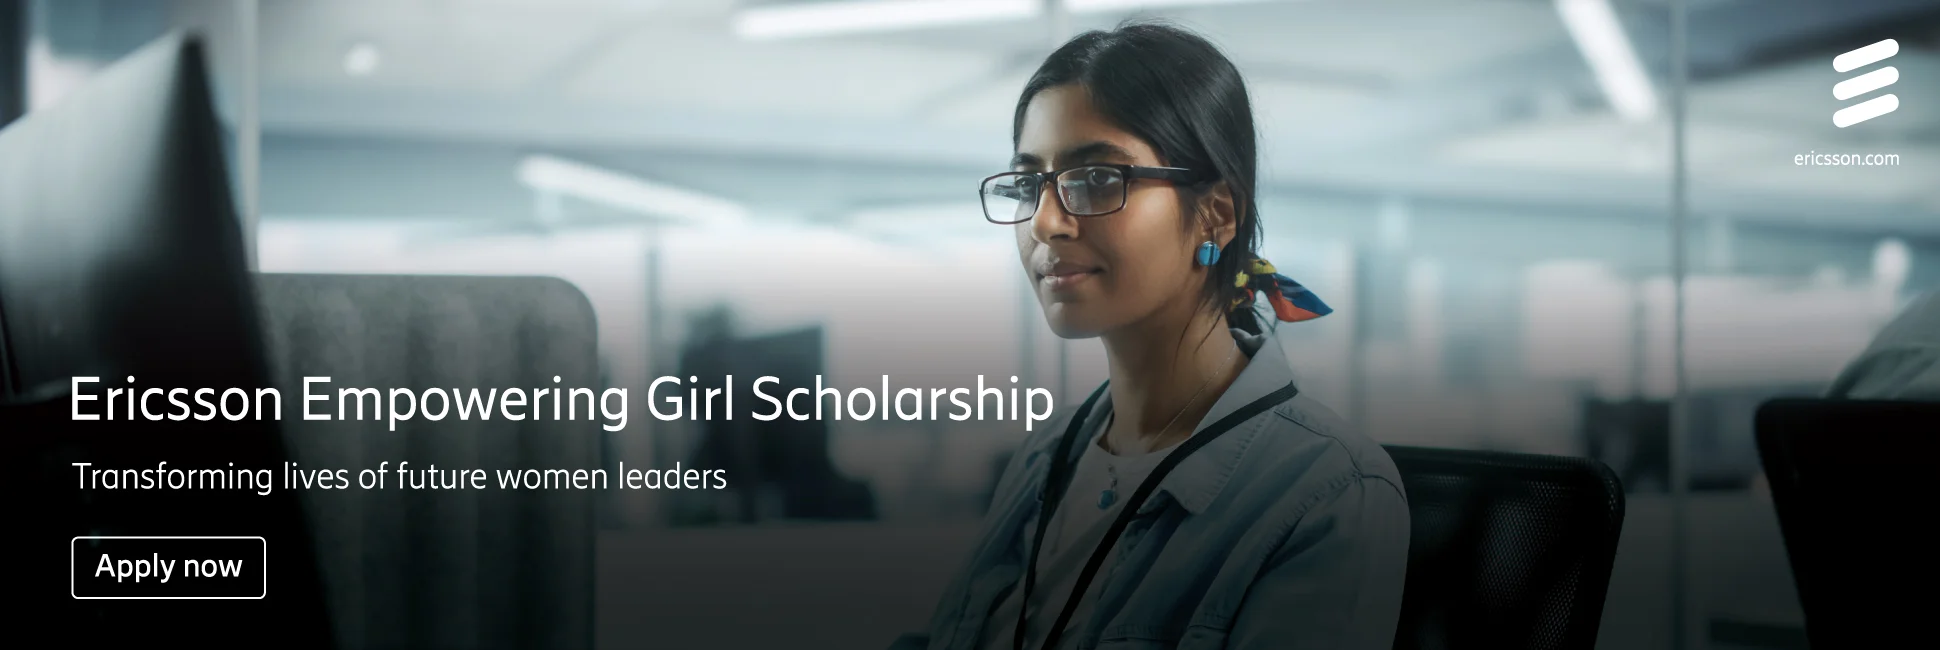 ericsson.com
Ericsson Empowering Girl Scholarship
Transforming lives of future women leaders
Apply now